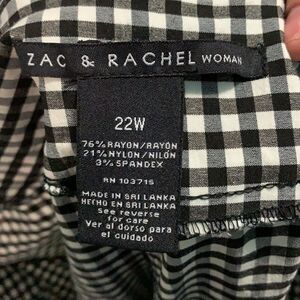 ZAC & RACHEL WOMAN
22W
76% RAYON/RAYÓN
21% NYLON/NILÓN
3% SPANDEX
RN 103715
MADE IN SRI LANKA
HECHO EN SRI LANKA
See reverse
for care
Ver al dorso para
el cuidado